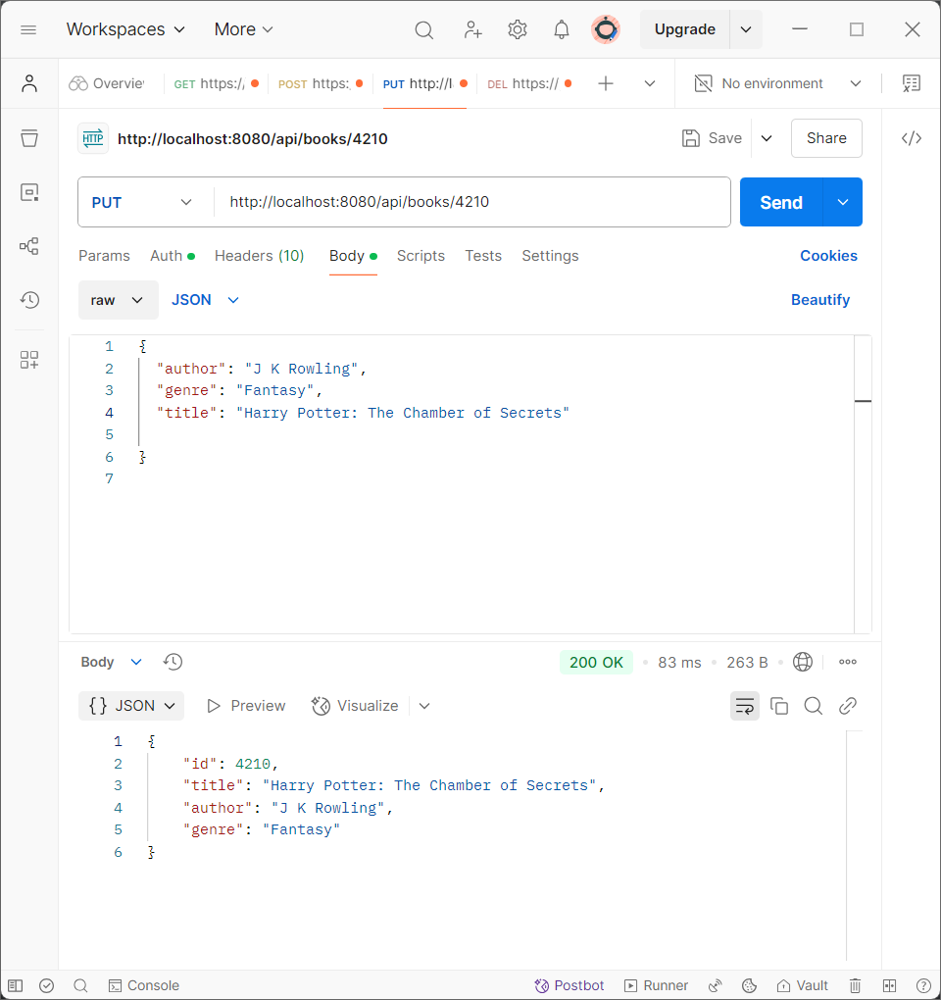 Workspaces More Upgrade
Overview GET https:/, POST https: PUT http://l DEL https:// No environment
HTTP http://localhost:8080/api/books/4210 Save Share
PUT http://localhost:8080/api/books/4210 Send
Params Auth Headers (10) Body Scripts Tests Settings Cookies
raw JSON Beautify
1 {
2 "author": "J K Rowling",
3 "genre": "Fantasy",
4 "title": "Harry Potter: The Chamber of Secrets"
5
6 }
7
Body 200 OK 83 ms 263 B
{} JSON Preview Visualize
1 {
2 "id": 4210,
3 "title": "Harry Potter: The Chamber of Secrets",
4 "author": "J K Rowling",
5 "genre": "Fantasy"
6 }
Console Postbot Runner Vault